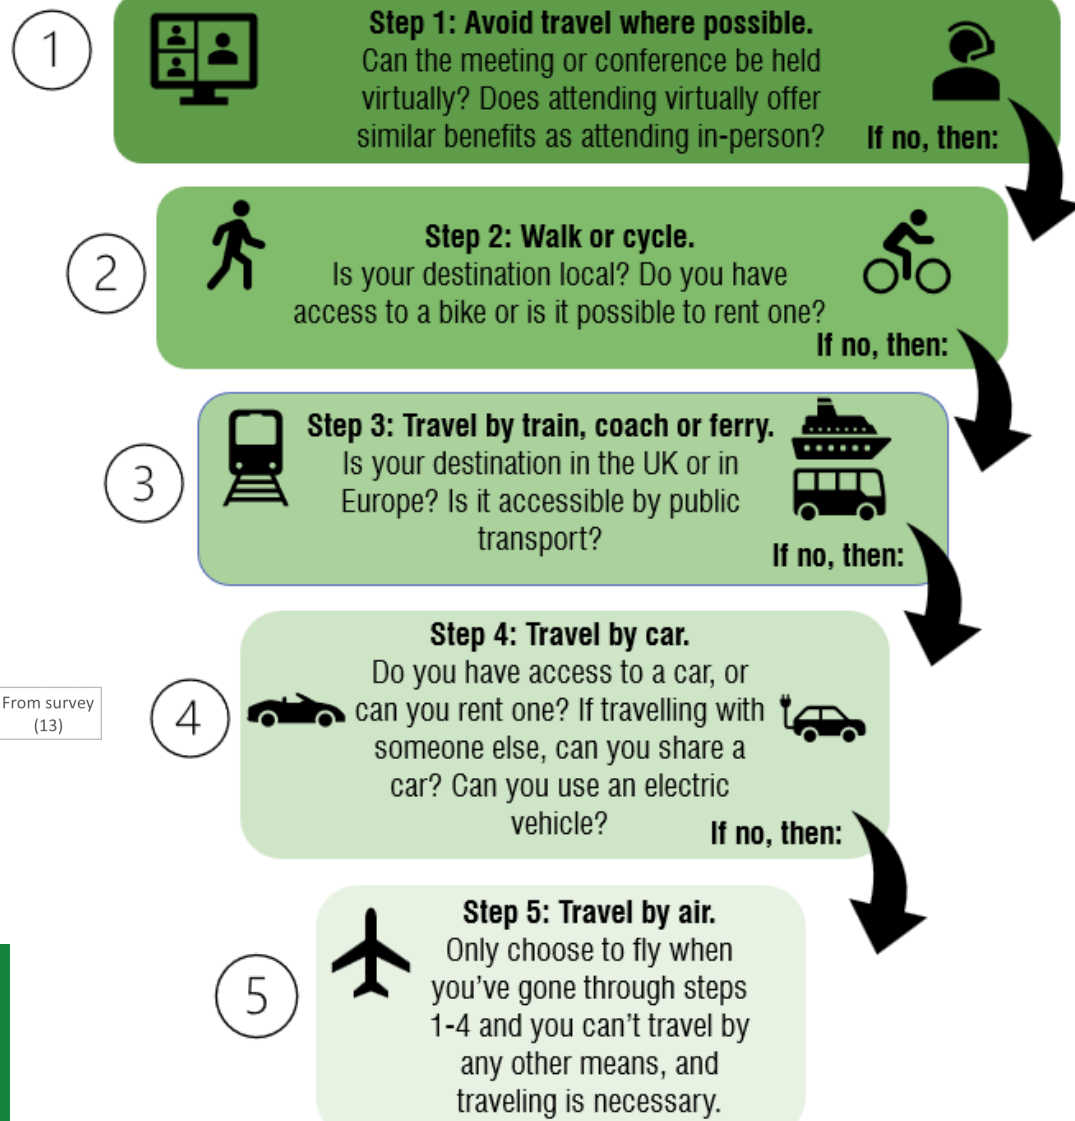 1
Step 1: Avoid travel where possible.
Can the meeting or conference be held
virtually? Does attending virtually offer
similar benefits as attending in-person?
If no, then:
2
Step 2: Walk or cycle.
Is your destination local? Do you have
access to a bike or is it possible to rent one?
If no, then:
3
Step 3: Travel by train, coach or ferry.
Is your destination in the UK or in
Europe? Is it accessible by public
transport?
If no, then:
From survey
(13)
4
Step 4: Travel by car.
Do you have access to a car, or
can you rent one? If travelling with
someone else, can you share a
car? Can you use an electric
vehicle?
If no, then:
5
Step 5: Travel by air.
Only choose to fly when
you've gone through steps
1-4 and you can't travel by
any other means, and
traveling is necessary.